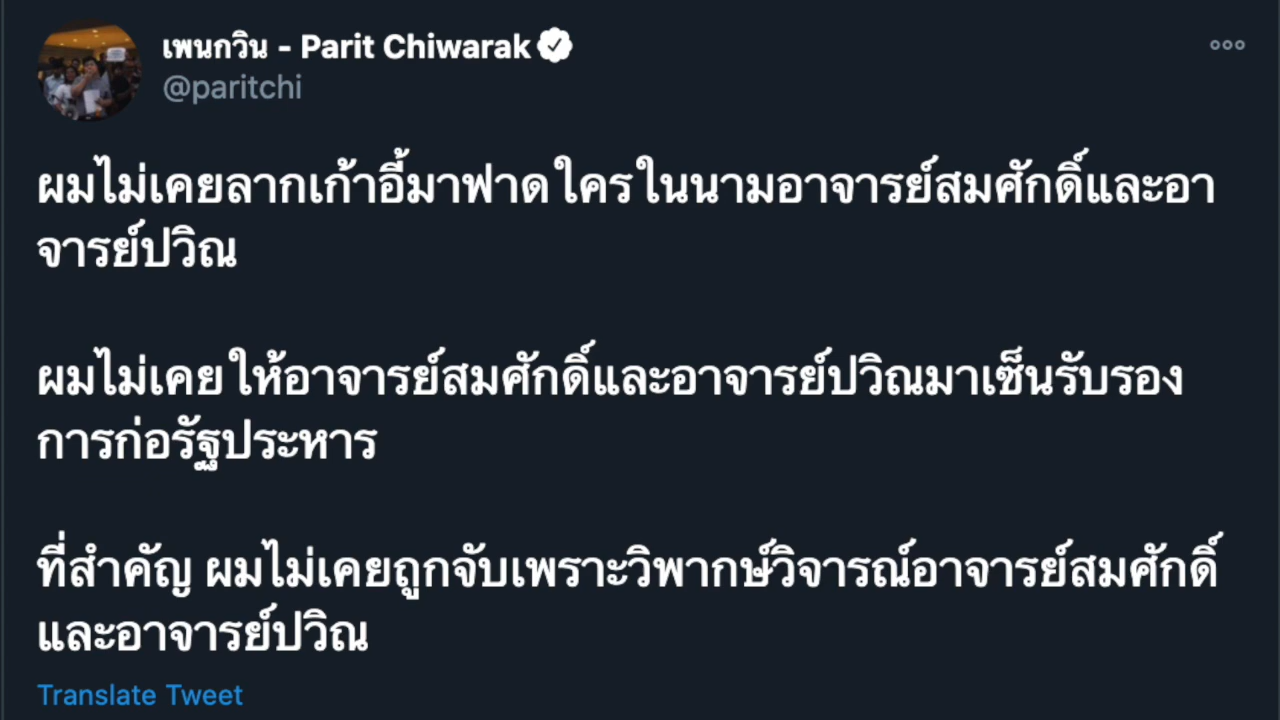 เพนกวิน - Parit Chiwarak
@paritchi
ผมไม่เคยลากเก้าอี้มาฟาดใครในนามอาจารย์สมศักดิ์และอา
จารย์ปวิณ
ผมไม่เคยให้อาจารย์สมศักดิ์และอาจารย์ปวิณมาเซ็นรับรอง
การก่อรัฐประหาร
ที่สำคัญ ผมไม่เคยถูกจับเพราะวิพากษ์วิจารณ์อาจารย์สมศักดิ์
และอาจารย์ปวิณ
Translate Tweet